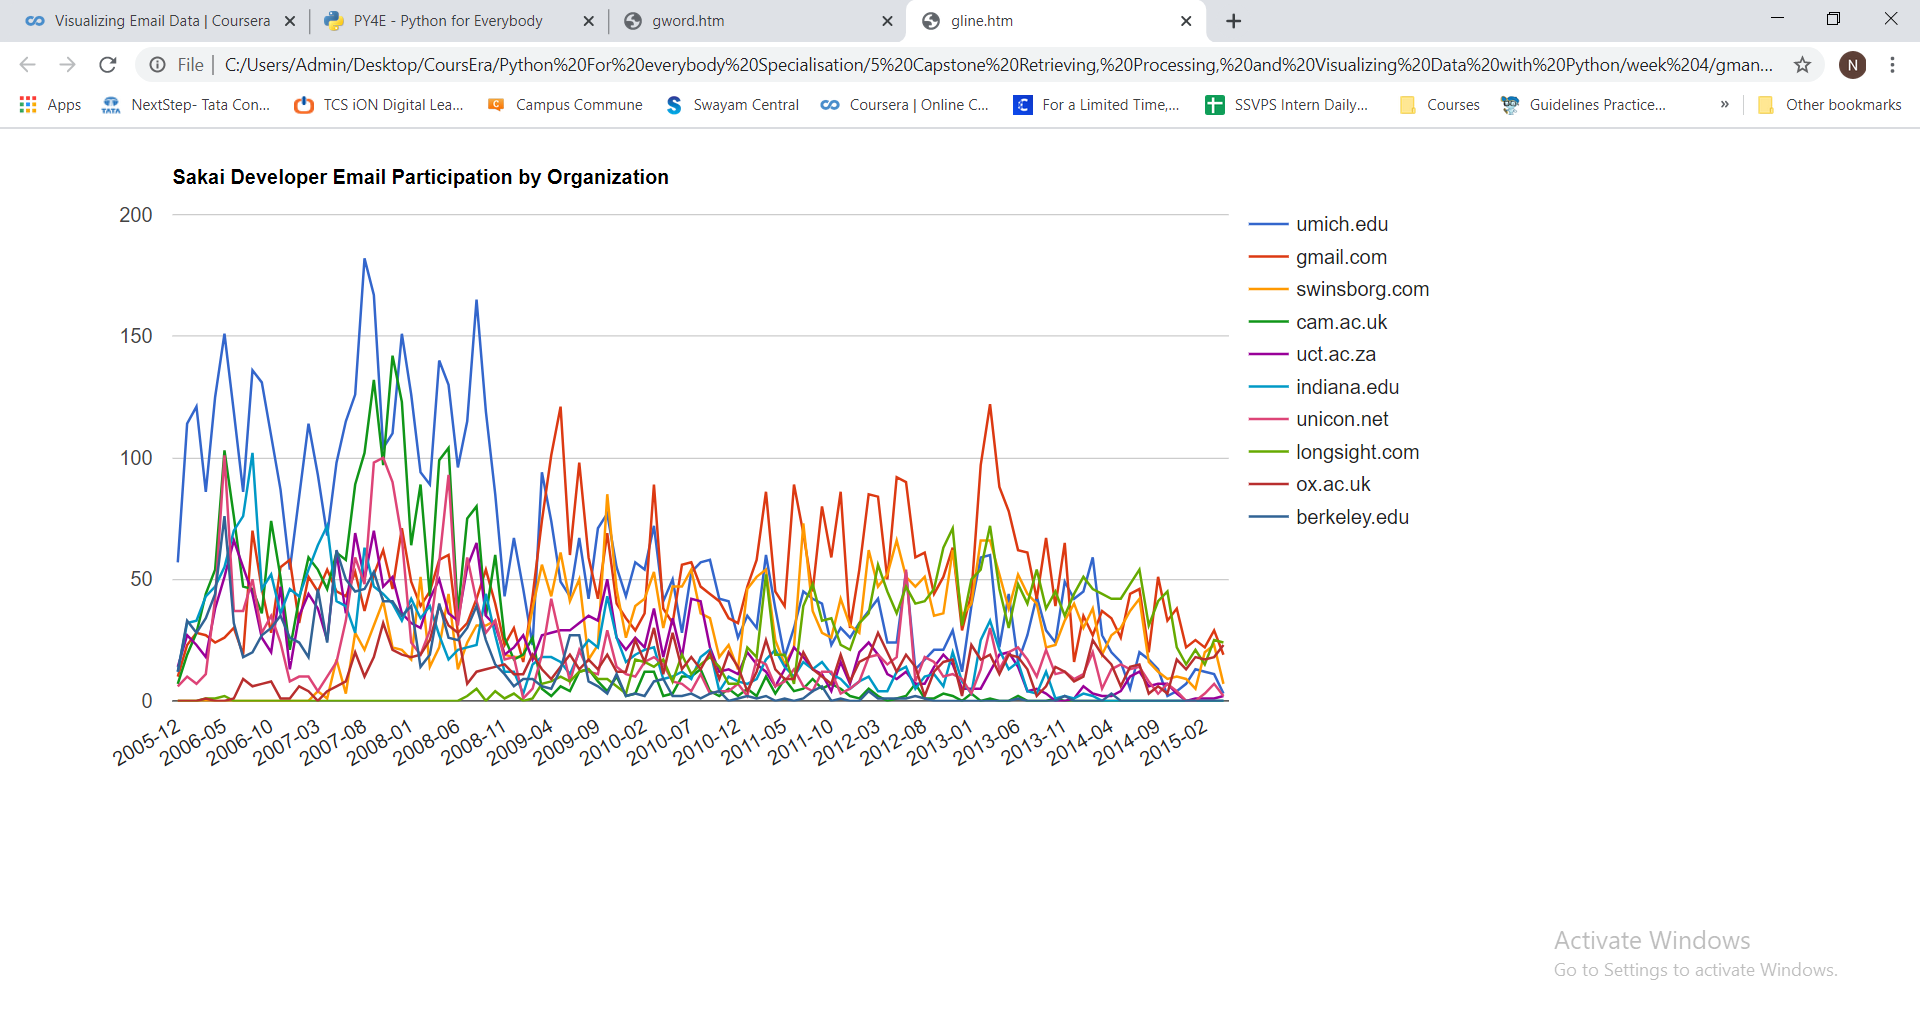 Visualizing Email Data | Coursera
PY4E - Python for Everybody
gword.htm
gline.htm
File | C:/Users/Admin/Desktop/CoursEra/Python%20For%20everybody%20Specialisation/5%20Capstone%20Retrieving,%20Processing,%20and%20Visualizing%20Data%20with%20Python/week%204/gman...
N
Apps
TATA
NextStep- Tata Con...
TCS iON Digital Lea...
Campus Commune
Swayam Central
Coursera | Online C...
For a Limited Time,...
SSVPS Intern Daily...
Courses
Guidelines Practice...
»
Other bookmarks
Sakai Developer Email Participation by Organization
200
150
100
50
0
umich.edu
gmail.com
swinsborg.com
cam.ac.uk
uct.ac.za
indiana.edu
unicon.net
longsight.com
ox.ac.uk
berkeley.edu
2005-12
2006-05
2006-10
2007-03
2007-08
2008-01
2008-06
2008-11
2009-04
2009-09
2010-02
2010-07
2010-12
2011-05
2011-10
2012-03
2012-08
2013-01
2013-06
2013-11
2014-04
2014-09
2015-02
Activate Windows
Go to Settings to activate Windows.